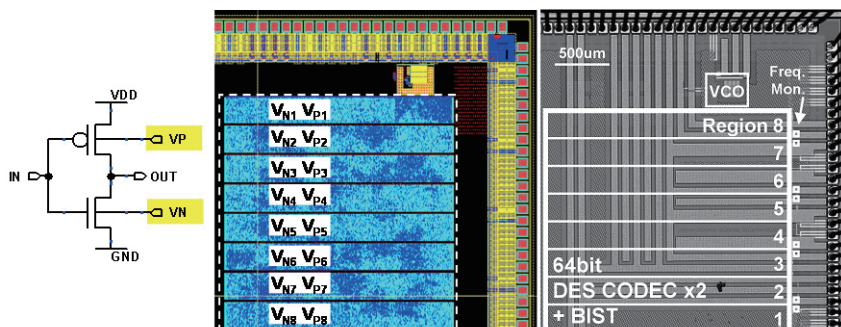 VDD
VP
IN
OUT
VN
GND
VN1 VP1
VN2 VP2
VN3 VP3
VN4 VP4
VN5 VP5
VN6 VP6
VN7 VP7
VN8 VP8
500um
VCO
Freq.
Mon.
Region 8
7
6
5
4
64bit 3
DES CODEC x2 2
+ BIST 1